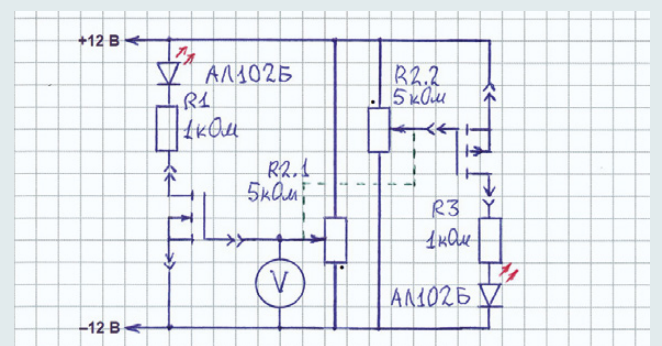 +12 В
АЛ102Б
R1
1кОм
R2.2
5кОм
R2.1
5кОм
V
R3
1кОм
АЛ102Б
–12 В